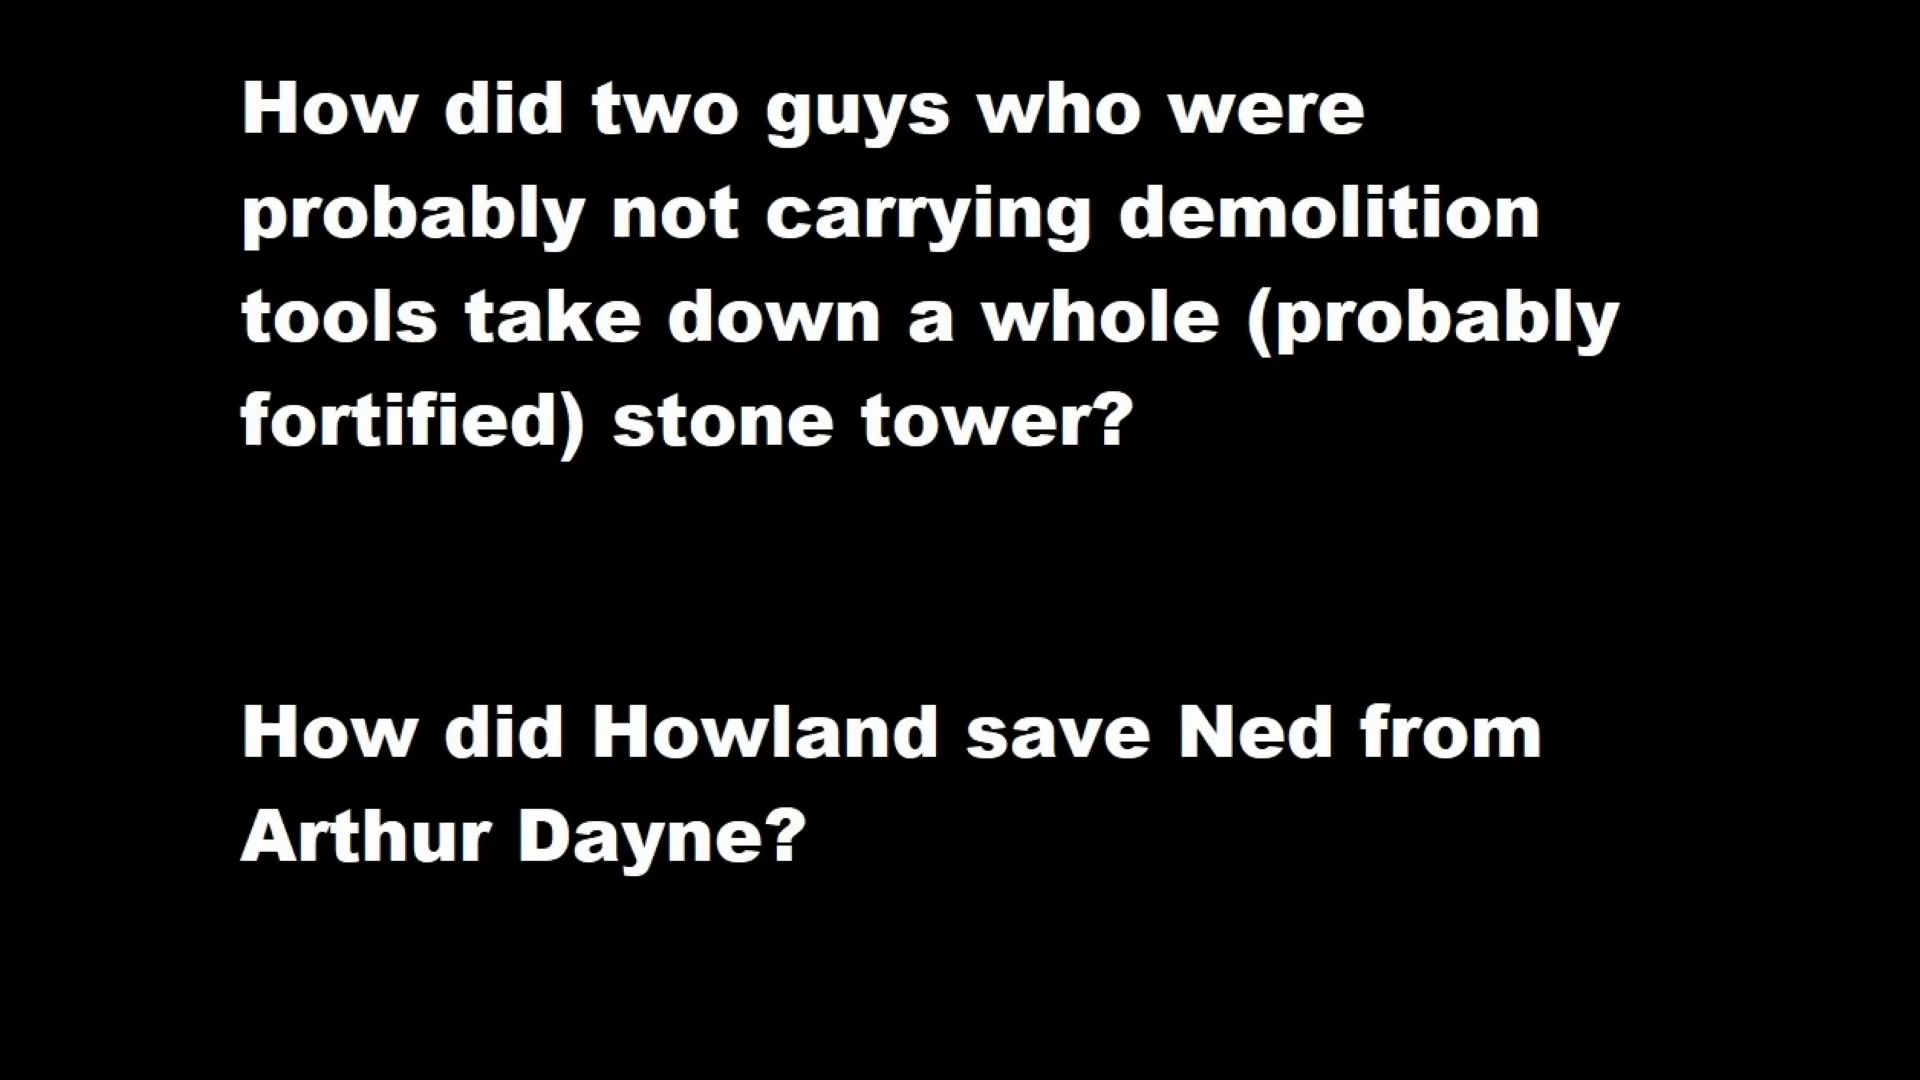 How did two guys who were
probably not carrying demolition
tools take down a whole (probably
fortified) stone tower?
How did Howland save Ned from
Arthur Dayne?